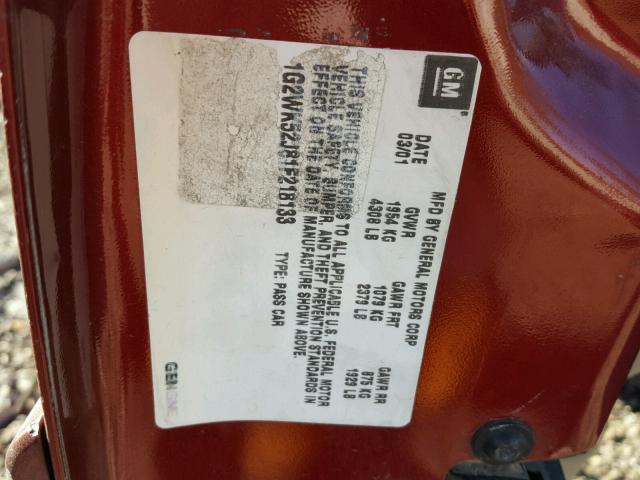 GM
MFD BY GENERAL MOTORS CORP
DATE GVWR GAWR FRT GAWR RR
03/01 1954 KG 1079 KG 875 KG
4308 LB 2379 LB 1929 LB
THIS VEHICLE CONFORMS TO ALL APPLICABLE U.S. FEDERAL MOTOR
VEHICLE SAFETY, BUMPER, AND THEFT PREVENTION STANDARDS IN
EFFECT ON THE DATE OF MANUFACTURE SHOWN ABOVE.
1G2WK52J81F218133 TYPE: PASS CAR